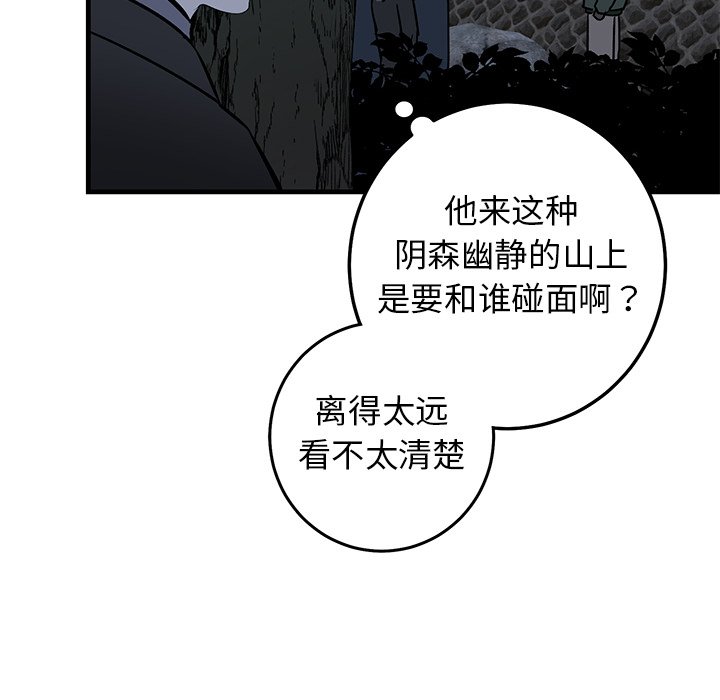 他来这种
阴森幽静的山上
是要和谁碰面啊？
离得太远
看不太清楚